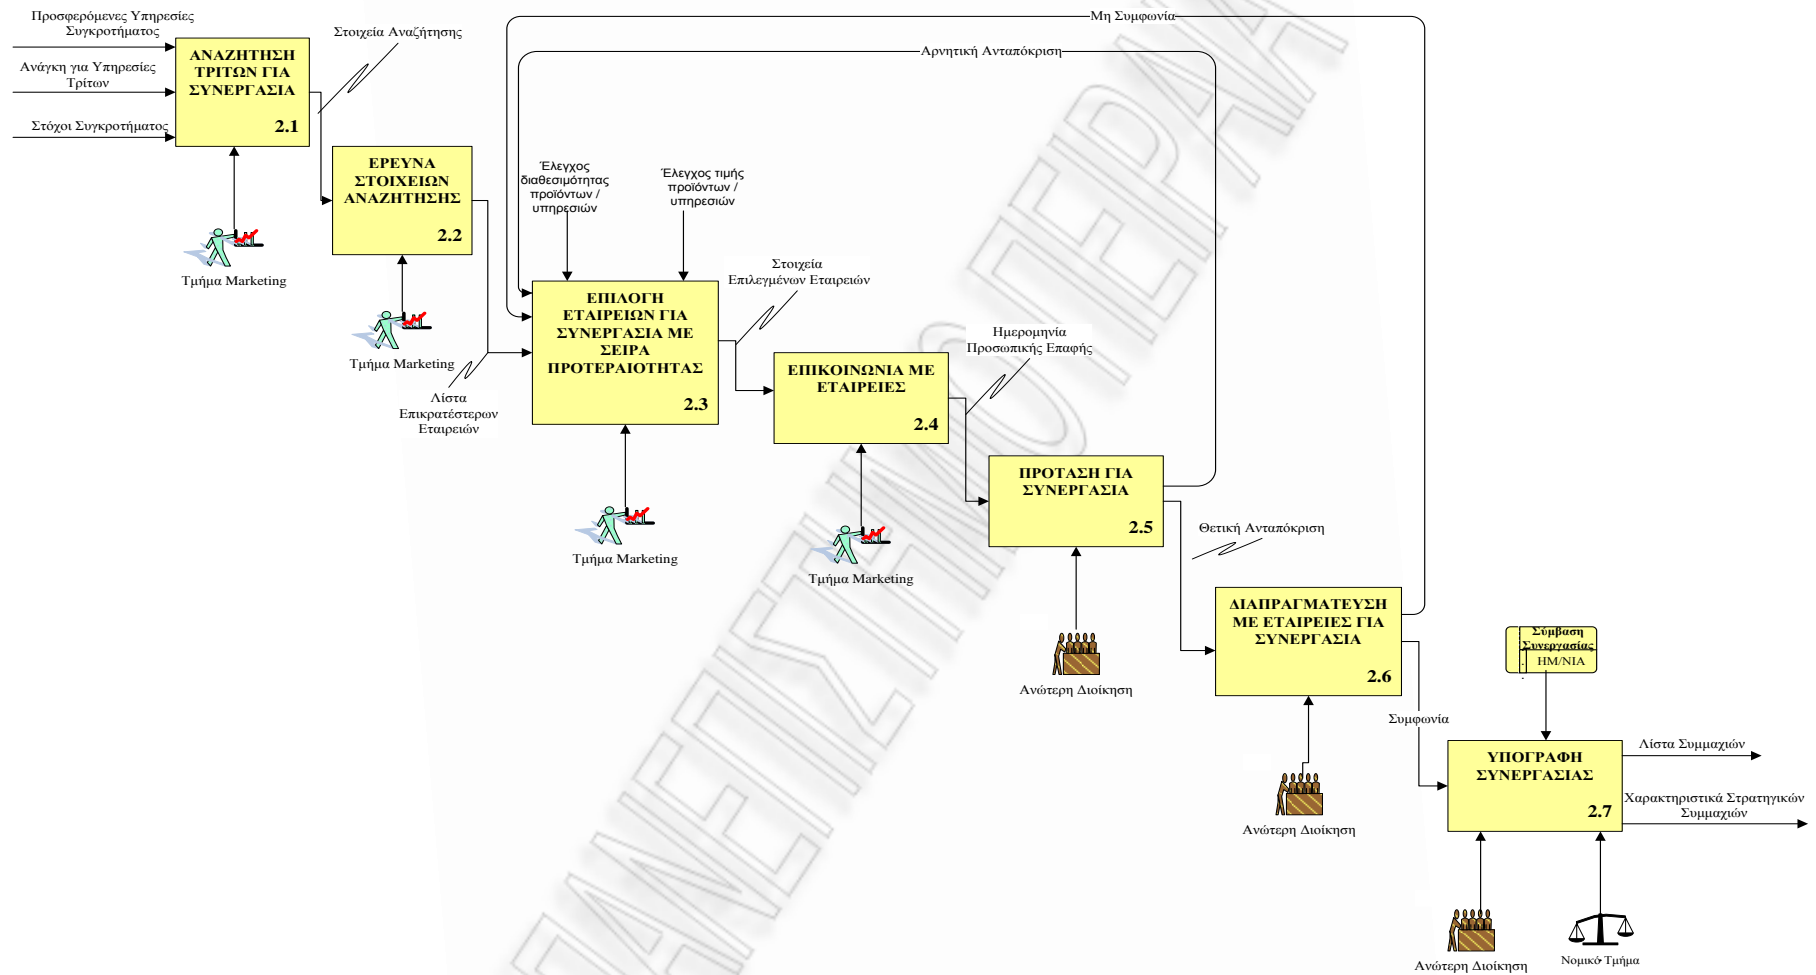 Προσφερόμενες Υπηρεσίες
Συγκροτήματος
Ανάγκη για Υπηρεσίες
Τρίτων
Στόχοι Συγκροτήματος
ΑΝΑΖΗΤΗΣΗ
ΤΡΙΤΩΝ ΓΙΑ
ΣΥΝΕΡΓΑΣΙΑ
2.1
Στοιχεία Αναζήτησης
Τμήμα Marketing
ΕΡΕΥΝΑ
ΣΤΟΙΧΕΙΩΝ
ΑΝΑΖΗΤΗΣΗΣ
2.2
Τμήμα Marketing
Λίστα
Επικρατέστερων
Εταιρειών
Μη Συμφωνία
Αρνητική Ανταπόκριση
Έλεγχος
διαθεσιμότητας
προϊόντων /
υπηρεσιών
Έλεγχος τιμής
προϊόντων /
υπηρεσιών
ΕΠΙΛΟΓΗ
ΕΤΑΙΡΕΙΩΝ ΓΙΑ
ΣΥΝΕΡΓΑΣΙΑ ΜΕ
ΣΕΙΡΑ
ΠΡΟΤΕΡΑΙΟΤΗΤΑΣ
2.3
Τμήμα Marketing
Στοιχεία
Επιλεγμένων Εταιρειών
ΕΠΙΚΟΙΝΩΝΙΑ ΜΕ
ΕΤΑΙΡΕΙΕΣ
2.4
Τμήμα Marketing
Ημερομηνία
Προσωπικής Επαφής
ΠΡΟΤΑΣΗ ΓΙΑ
ΣΥΝΕΡΓΑΣΙΑ
2.5
Ανώτερη Διοίκηση
Θετική Ανταπόκριση
ΔΙΑΠΡΑΓΜΑΤΕΥΣΗ
ΜΕ ΕΤΑΙΡΕΙΕΣ ΓΙΑ
ΣΥΝΕΡΓΑΣΙΑ
2.6
Ανώτερη Διοίκηση
Συμφωνία
Σύμβαση
Συνεργασίας
ΗΜ/ΝΙΑ
ΥΠΟΓΡΑΦΗ
ΣΥΝΕΡΓΑΣΙΑΣ
2.7
Λίστα Συμμαχιών
Χαρακτηριστικά Στρατηγικών
Συμμαχιών
Ανώτερη Διοίκηση
Νομικό Τμήμα
ΠΑΝΕΠΙΣΤΗΜΙΟ ΠΕΙΡΑΙΑ